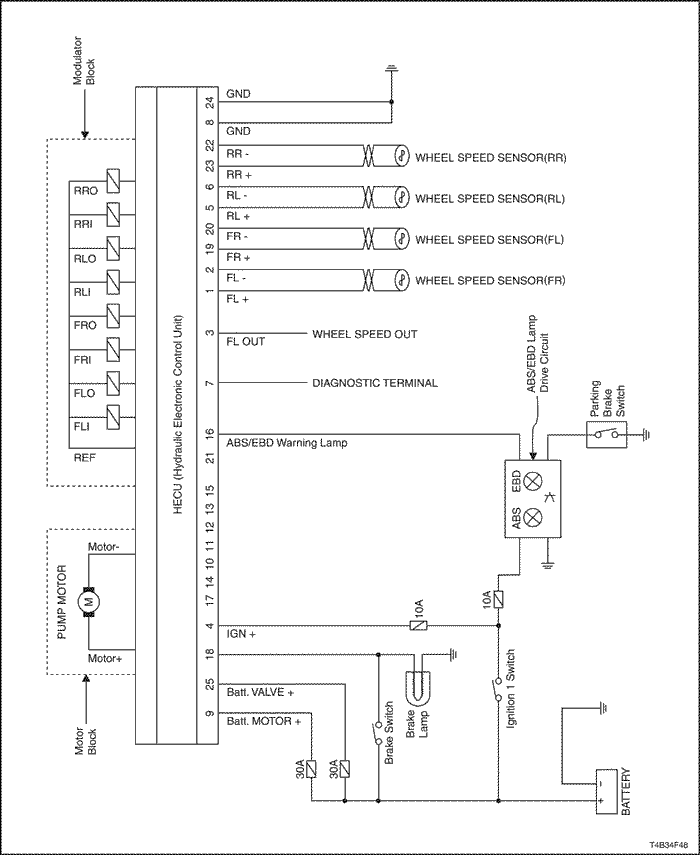 Modulator
Block
RRO
RRI
RLO
RLI
FRO
FRI
FLO
FLI
REF
PUMP MOTOR
Motor-
M
Motor+
Motor
Block
HECU (Hydraulic Electronic Control Unit)
24
GND
8
GND
22
RR -
WHEEL SPEED SENSOR(RR)
23
RR +
6
RL -
WHEEL SPEED SENSOR(RL)
5
RL +
20
FR -
WHEEL SPEED SENSOR(FL)
19
FR +
2
FL -
WHEEL SPEED SENSOR(FR)
1
FL +
3
FL OUT
WHEEL SPEED OUT
7
DIAGNOSTIC TERMINAL
16
ABS/EBD Warning Lamp
21
15
13
12
11
10
14
17
4
IGN +
18
25
Batt. VALVE +
9
Batt. MOTOR +
ABS/EBD Lamp
Drive Circuit
Parking
Brake
Switch
EBD
ABS
10A
10A
Ignition 1 Switch
Brake
Lamp
Brake Switch
30A
30A
-
+
BATTERY
T4B34F48